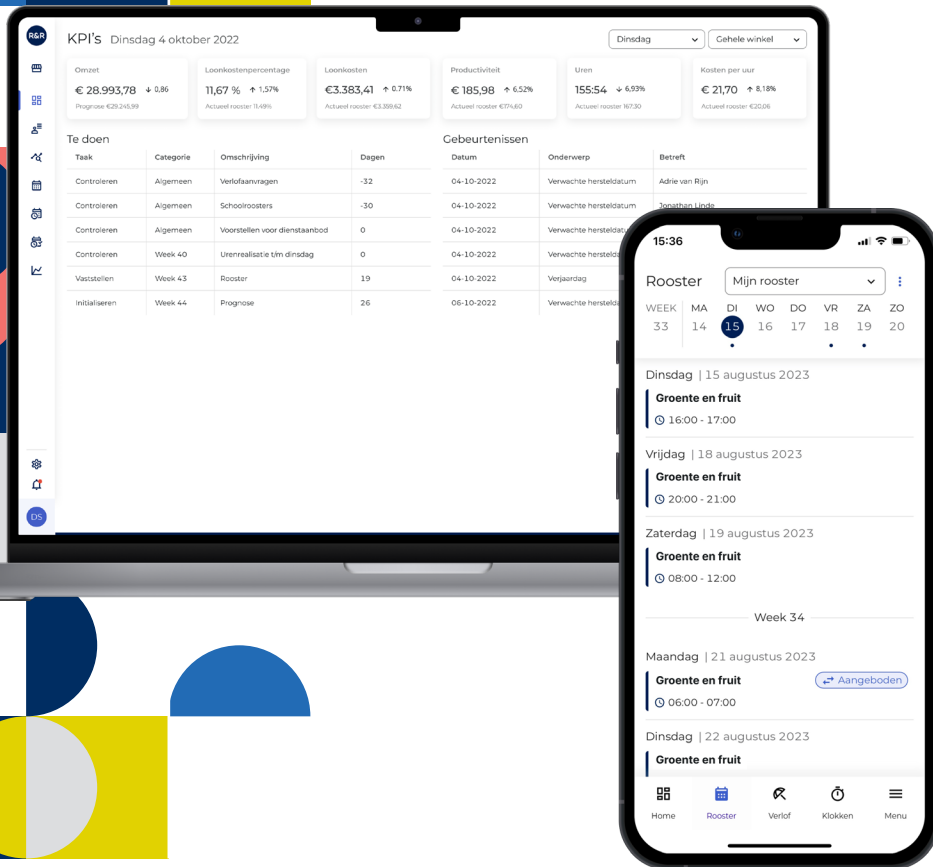 R&R
KPI's Dinsdag 4 oktober 2022
Dinsdag
Gehele winkel
Omzet
€ 28.993,78 ↓ 0,86
Prognose €29.245,99
Loonkostenpercentage
11,67 % ↑ 1,57%
Actueel rooster 11,49%
Loonkosten
€3.383,41 ↑ 0.71%
Actueel rooster €3.359,62
Productiviteit
€ 185,98 ↑ 6,52%
Actueel rooster €174,60
Uren
155:54 ↓ 6,93%
Actueel rooster 167,30
Kosten per uur
€ 21,70 ↑ 8,18%
Actueel rooster €20,06
Te doen
Taak Categorie Omschrijving Dagen
Controleren Algemeen Verlofaanvragen -32
Controleren Algemeen Schoolroosters -30
Controleren Algemeen Voorstellen voor dienstaanbod 0
Controleren Week 40 Urenrealisatie t/m dinsdag 0
Vaststellen Week 43 Rooster 19
Initialiseren Week 44 Prognose 26
Gebeurtenissen
Datum Onderwerp Betreft
04-10-2022 Verwachte hersteldatum Adrie van Rijn
04-10-2022 Verwachte hersteldatum Jonathan Linde
04-10-2022 Verwachte
04-10-2022 Verwachte
04-10-2022 Verjaardag
06-10-2022 Verwachte
DS
15:36
Rooster
Mijn rooster
WEEK MA DI WO DO VR ZA ZO
33 14 15 16 17 18 19 20
Dinsdag | 15 augustus 2023
Groente en fruit
16:00 - 17:00
Vrijdag | 18 augustus 2023
Groente en fruit
20:00 - 21:00
Zaterdag | 19 augustus 2023
Groente en fruit
08:00 - 12:00
Week 34
Maandag | 21 augustus 2023
Groente en fruit
Aangeboden
06:00 - 07:00
Dinsdag | 22 augustus 2023
Groente en fruit
Home Rooster Verlof Klokken Menu